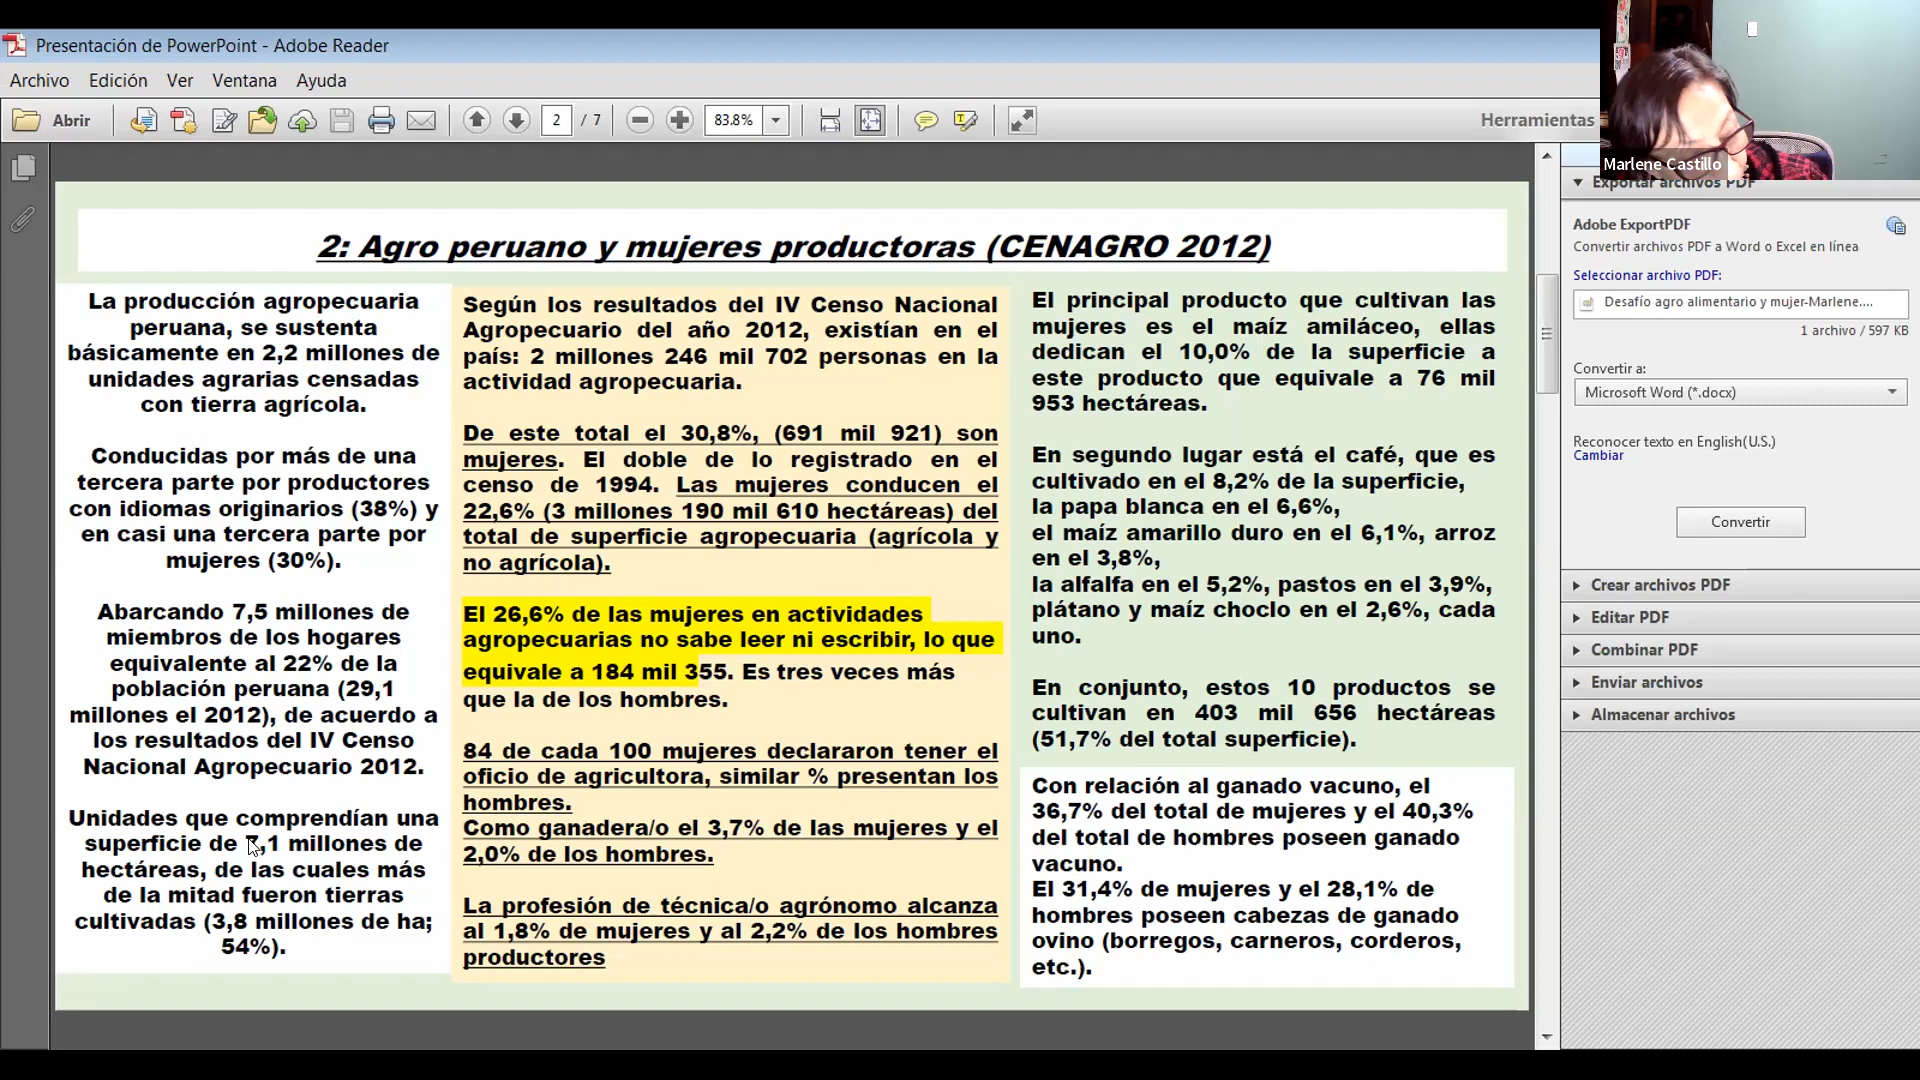 Presentación de PowerPoint - Adobe Reader
Archivo Edición Ver Ventana Ayuda
Abrir
2 / 7
83.8%
Herramientas
Marlene Castillo
2: Agro peruano y mujeres productoras (CENAGRO 2012)
La producción agropecuaria
peruana, se sustenta
básicamente en 2,2 millones de
unidades agrarias censadas
con tierra agrícola.
Conducidas por más de una
tercera parte por productores
con idiomas originarios (38%) y
en casi una tercera parte por
mujeres (30%).
Abarcando 7,5 millones de
miembros de los hogares
equivalente al 22% de la
población peruana (29,1
millones el 2012), de acuerdo a
los resultados del IV Censo
Nacional Agropecuario 2012.
Unidades que comprendían una
superficie de 7,1 millones de
hectáreas, de las cuales más
de la mitad fueron tierras
cultivadas (3,8 millones de ha;
54%).
Según los resultados del IV Censo Nacional
Agropecuario del año 2012, existían en el
país: 2 millones 246 mil 702 personas en la
actividad agropecuaria.
De este total el 30,8%, (691 mil 921) son
mujeres. El doble de lo registrado en el
censo de 1994. Las mujeres conducen el
22,6% (3 millones 190 mil 610 hectáreas) del
total de superficie agropecuaria (agrícola y
no agrícola).
El 26,6% de las mujeres en actividades
agropecuarias no sabe leer ni escribir, lo que
equivale a 184 mil 355. Es tres veces más
que la de los hombres.
84 de cada 100 mujeres declararon tener el
oficio de agricultora, similar % presentan los
hombres.
Como ganadera/o el 3,7% de las mujeres y el
2,0% de los hombres.
La profesión de técnica/o agrónomo alcanza
al 1,8% de mujeres y al 2,2% de los hombres
productores
El principal producto que cultivan las
mujeres es el maíz amiláceo, ellas
dedican el 10,0% de la superficie a
este producto que equivale a 76 mil
953 hectáreas.
En segundo lugar está el café, que es
cultivado en el 8,2% de la superficie,
la papa blanca en el 6,6%,
el maíz amarillo duro en el 6,1%, arroz
en el 3,8%,
la alfalfa en el 5,2%, pastos en el 3,9%,
plátano y maíz choclo en el 2,6%, cada
uno.
En conjunto, estos 10 productos se
cultivan en 403 mil 656 hectáreas
(51,7% del total superficie).
Con relación al ganado vacuno, el
36,7% del total de mujeres y el 40,3%
del total de hombres poseen ganado
vacuno.
El 31,4% de mujeres y el 28,1% de
hombres poseen cabezas de ganado
ovino (borregos, carneros, corderos,
etc.).
Exportar archivos PDF
Adobe ExportPDF
Convertir archivos PDF a Word o Excel en línea
Seleccionar archivo PDF:
Desafío agro alimentario y mujer-Marlene....
1 archivo / 597 KB
Convertir a:
Microsoft Word (*.docx)
Reconocer texto en English(U.S.)
Cambiar
Convertir
Crear archivos PDF
Editar PDF
Combinar PDF
Enviar archivos
Almacenar archivos